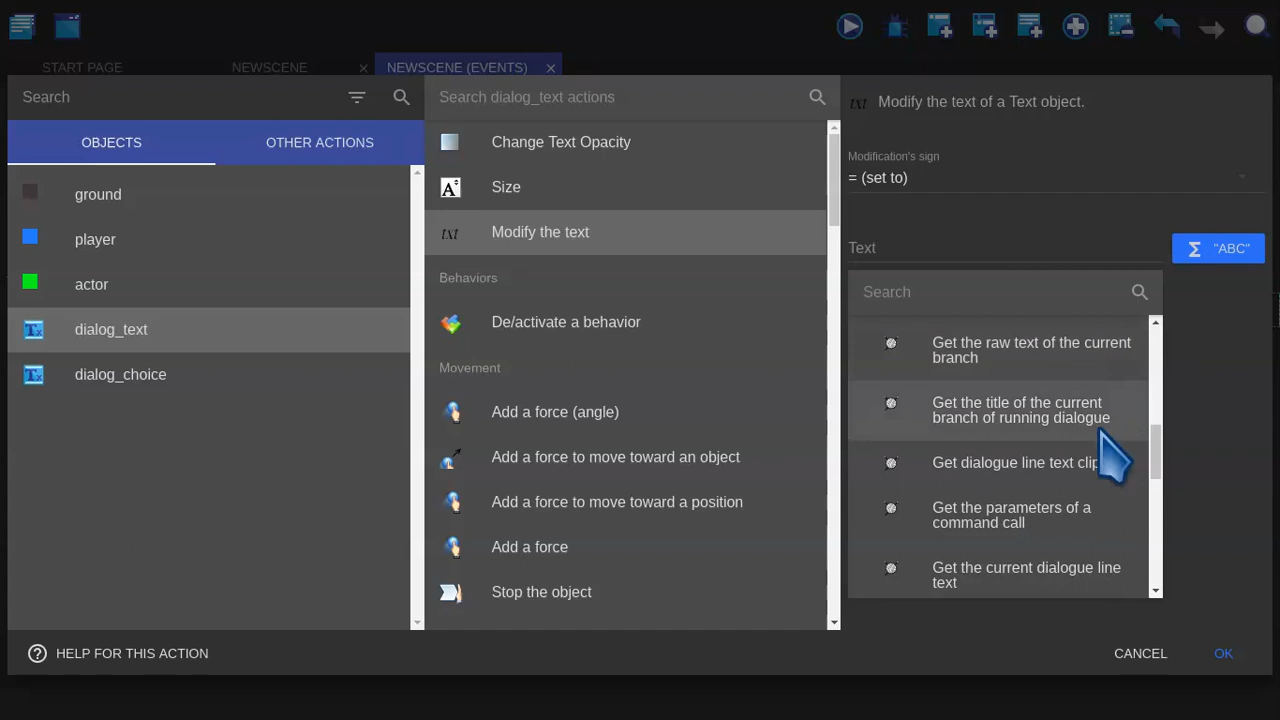 START PAGE
NEWSCENE
NEWSCENE (EVENTS)
Search
Search dialog_text actions
txt Modify the text of a Text object.
OBJECTS
OTHER ACTIONS
ground
player
actor
dialog_text
dialog_choice
Change Text Opacity
A Size
txt Modify the text
Behaviors
De/activate a behavior
Movement
Add a force (angle)
Add a force to move toward an object
Add a force to move toward a position
Add a force
Stop the object
Modification's sign
= (set to)
Text
Σ "ABC"
Search
Get the raw text of the current
branch
Get the title of the current
branch of running dialogue
Get dialogue line text clip
Get the parameters of a
command call
Get the current dialogue line
text
? HELP FOR THIS ACTION
CANCEL
OK